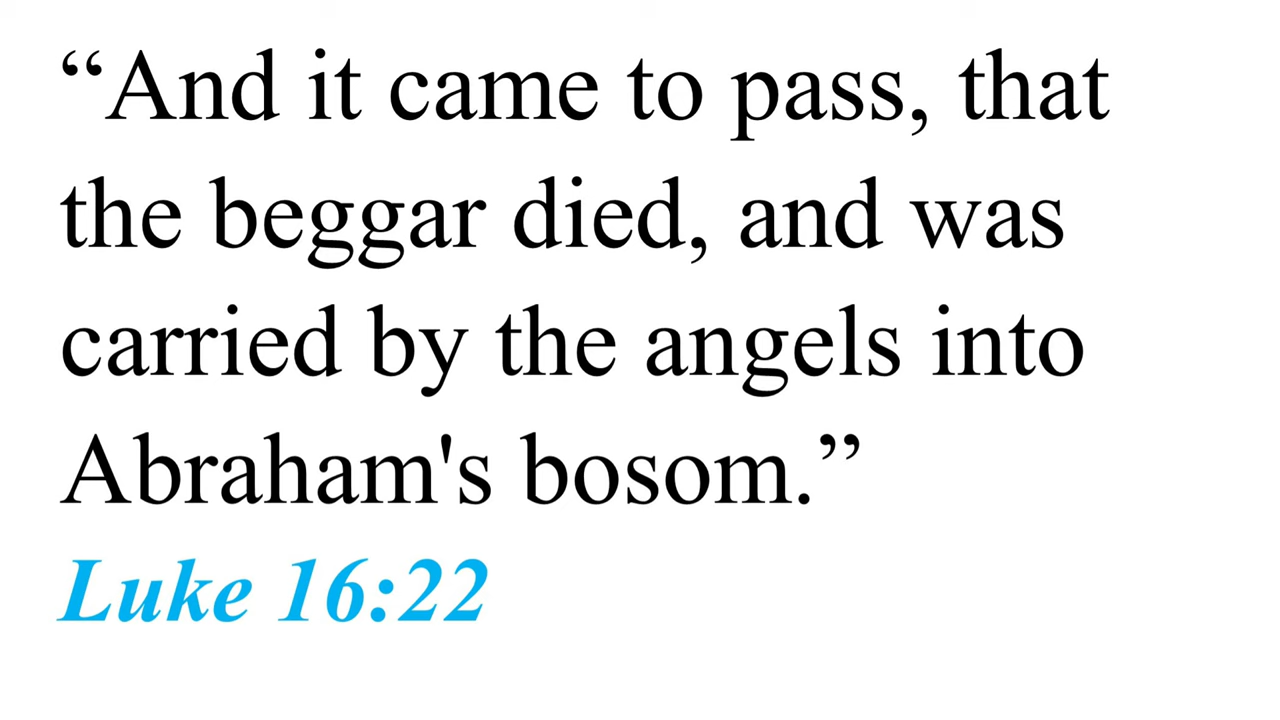 “And it came to pass, that
the beggar died, and was
carried by the angels into
Abraham's bosom.”
Luke 16:22